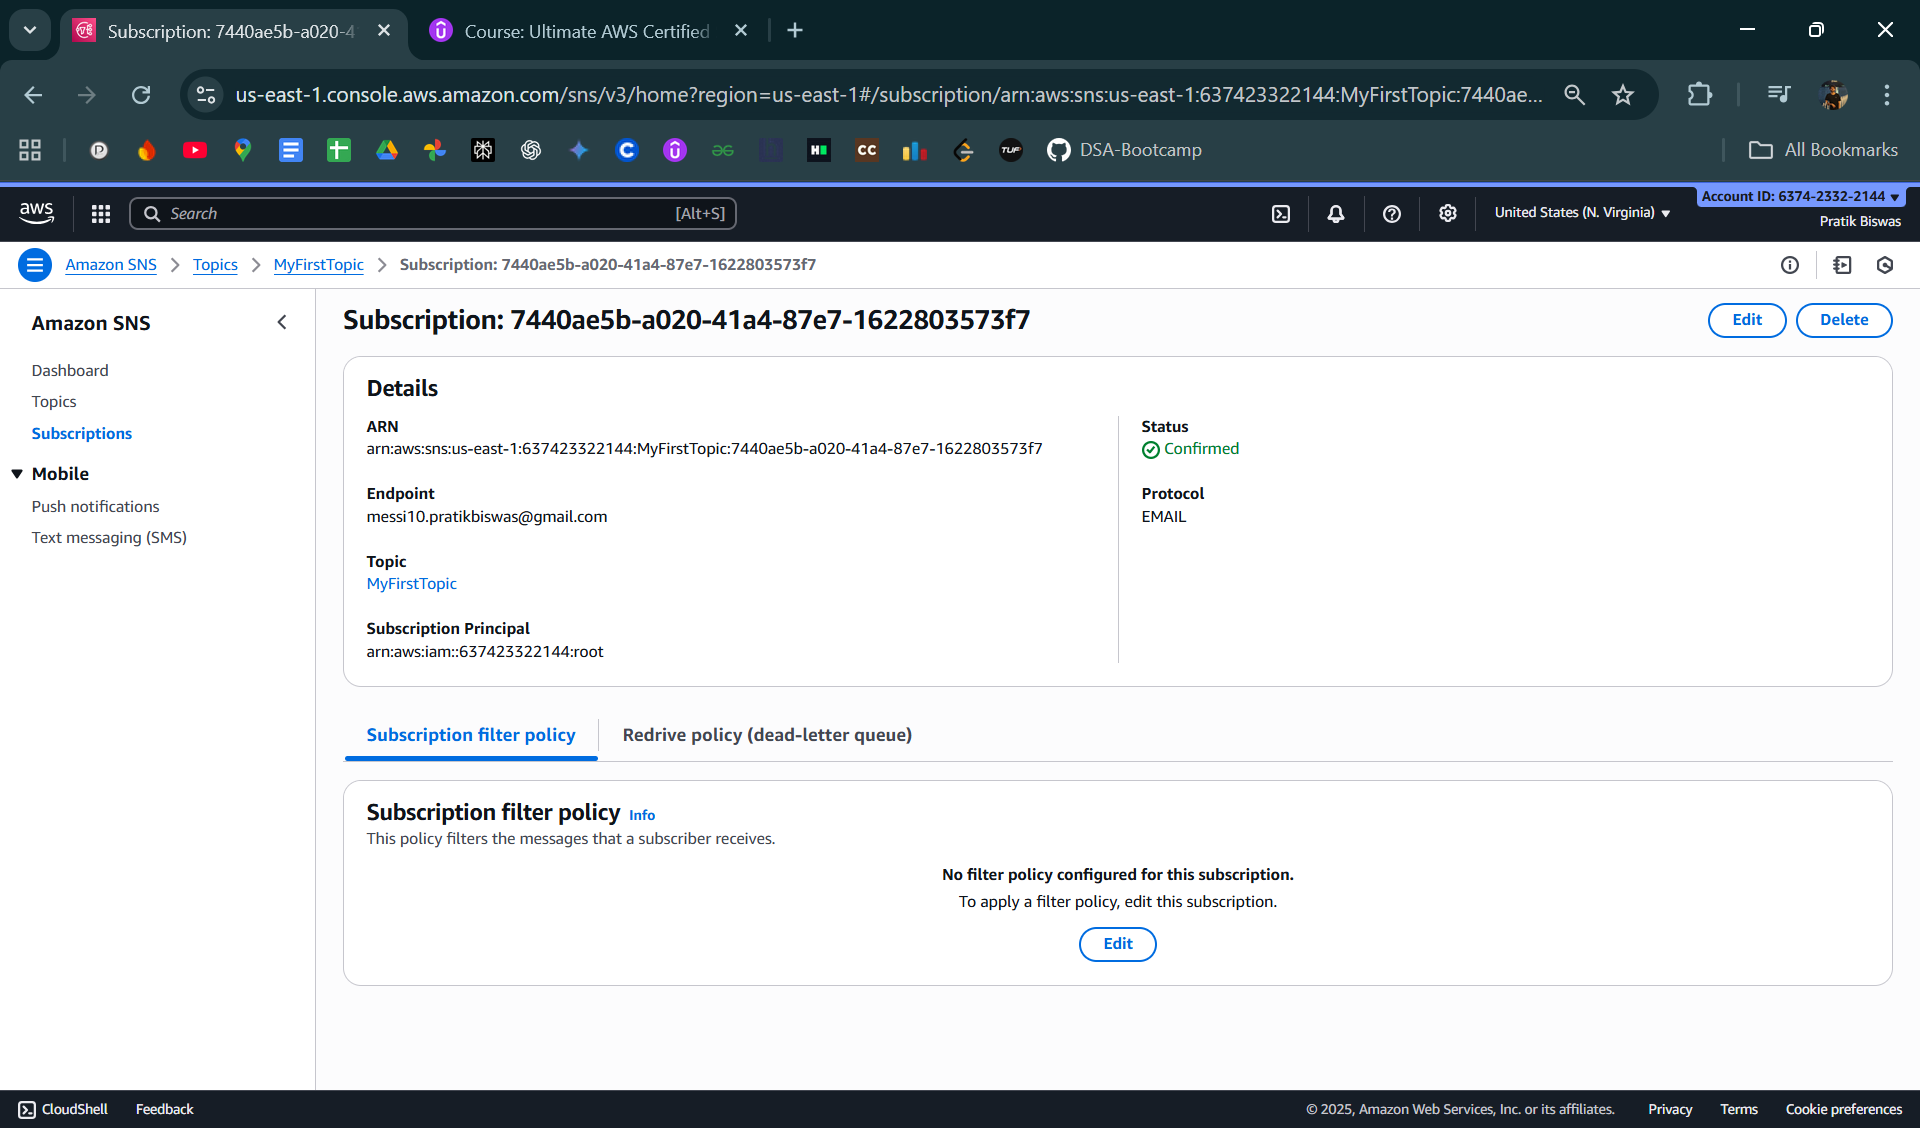 Subscription: 7440ae5b-a020-4
Course: Ultimate AWS Certified
us-east-1.console.aws.amazon.com/sns/v3/home?region=us-east-1#/subscription/arn:aws:sns:us-east-1:637423322144:MyFirstTopic:7440ae...
CC
TUF
DSA-Bootcamp
All Bookmarks
aws
Search
[Alt+S]
United States (N. Virginia)
Account ID: 6374-2332-2144
Pratik Biswas
Amazon SNS
Topics
MyFirstTopic
Subscription: 7440ae5b-a020-41a4-87e7-1622803573f7
Amazon SNS
Dashboard
Topics
Subscriptions
Mobile
Push notifications
Text messaging (SMS)
Subscription: 7440ae5b-a020-41a4-87e7-1622803573f7
Edit
Delete
Details
ARN
arn:aws:sns:us-east-1:637423322144:MyFirstTopic:7440ae5b-a020-41a4-87e7-1622803573f7
Endpoint
messi10.pratikbiswas@gmail.com
Topic
MyFirstTopic
Subscription Principal
arn:aws:iam::637423322144:root
Status
Confirmed
Protocol
EMAIL
Subscription filter policy
Redrive policy (dead-letter queue)
Subscription filter policy Info
This policy filters the messages that a subscriber receives.
No filter policy configured for this subscription.
To apply a filter policy, edit this subscription.
Edit
CloudShell
Feedback
© 2025, Amazon Web Services, Inc. or its affiliates.
Privacy
Terms
Cookie preferences